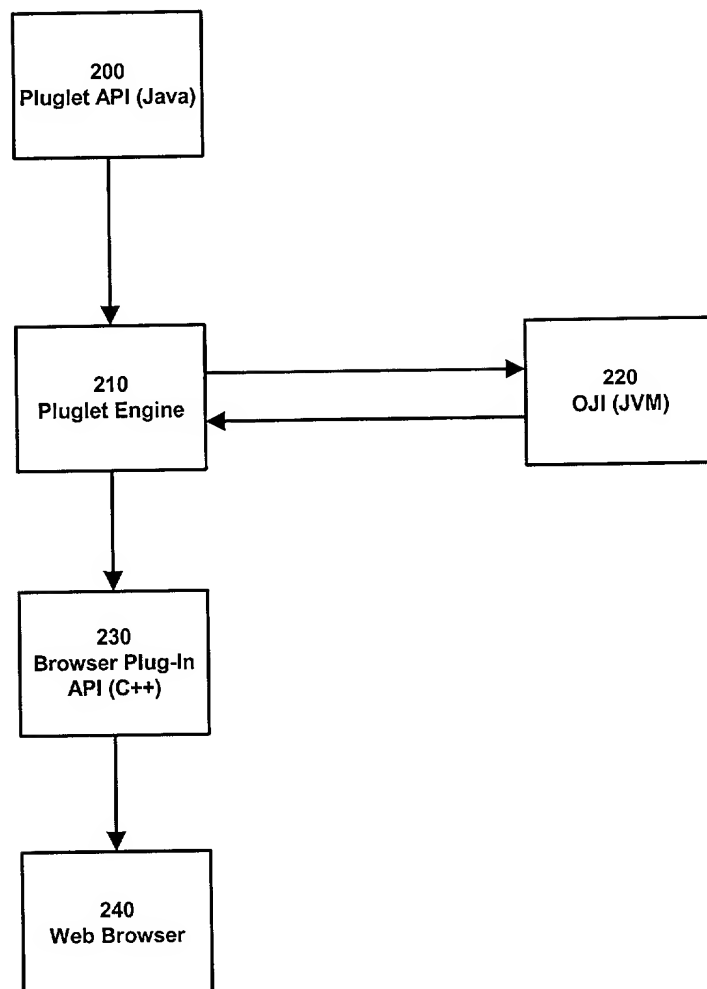 200
Pluglet API (Java)
210
Pluglet Engine
220
OJI (JVM)
230
Browser Plug-In
API (C++)
240
Web Browser